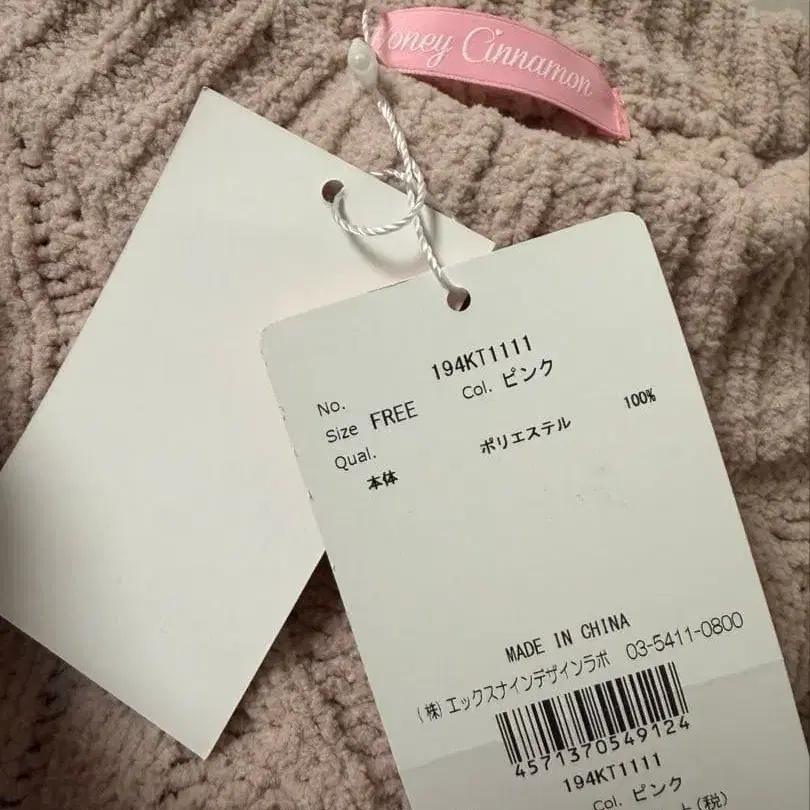 oney Cinnamon
No. 194KT1111
Size FREE Col. ピンク
Qual.
本体 ポリエステル 100%
MADE IN CHINA
(株)エックスナインデザインラボ 03-5411-0800
4571370549124
194KT1111
Col. ピンク
(税)